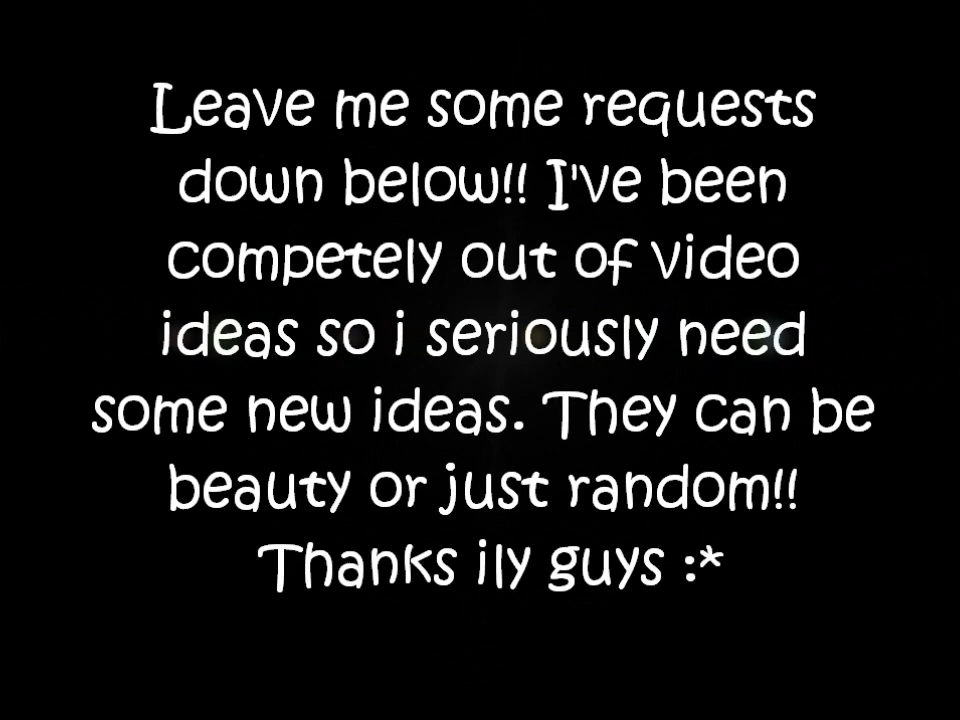 Leave me some requests
down below!! I've been
competely out of video
ideas so i seriously need
some new ideas. They can be
beauty or just random!!
Thanks ily guys :*